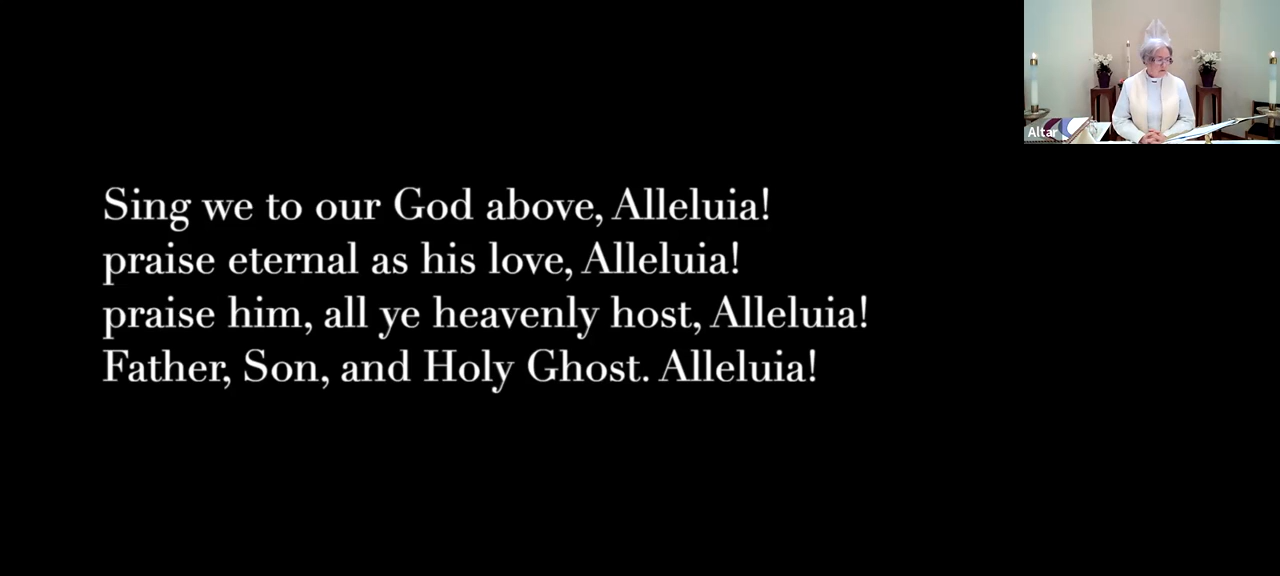 Altar
Sing we to our God above, Alleluia!
praise eternal as his love, Alleluia!
praise him, all ye heavenly host, Alleluia!
Father, Son, and Holy Ghost. Alleluia!